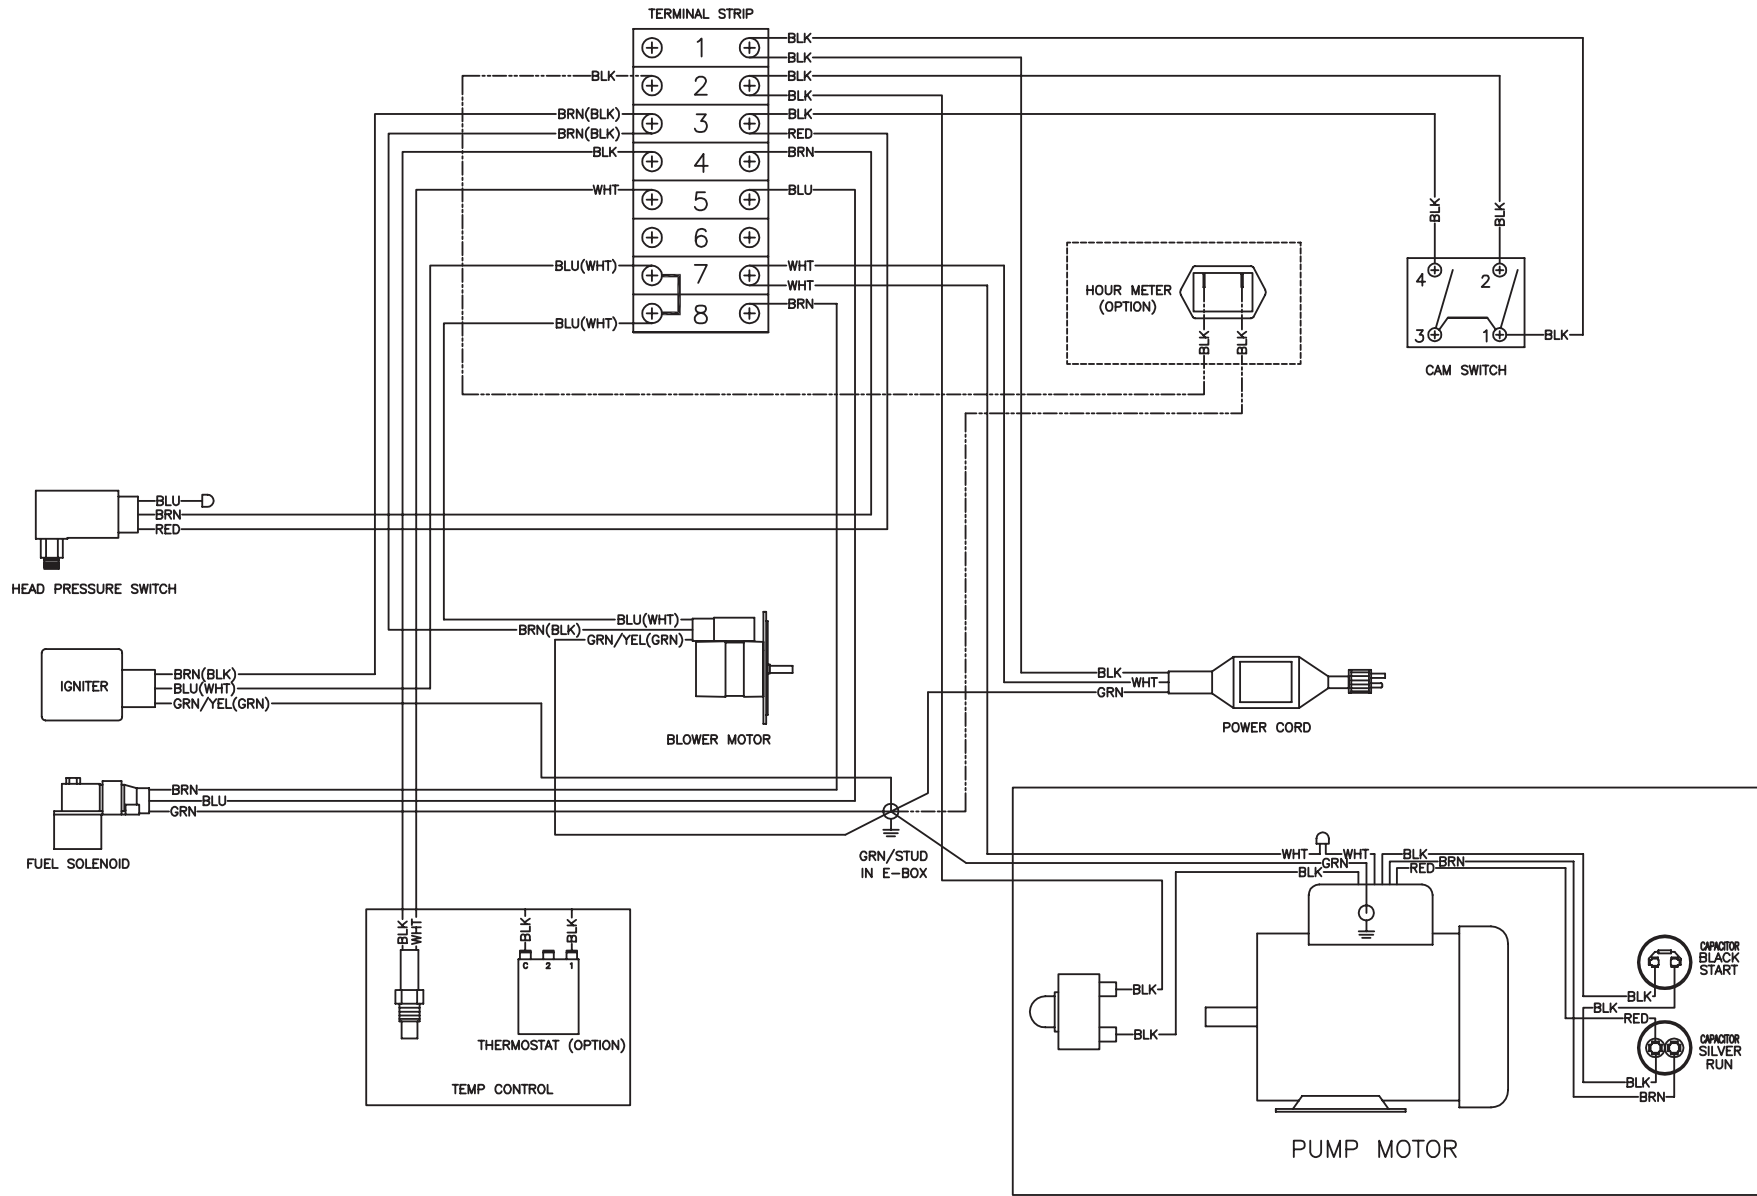 TERMINAL STRIP
1
2
3
4
5
6
7
8
BLK
BRN(BLK)
BRN(BLK)
BLK
WHT
BLU(WHT)
BLU(WHT)
BLK
BLK
BLK
BLK
BLK
RED
BRN
BLU
WHT
WHT
BRN
BLK
BLK
4
2
3
1
BLK
CAM SWITCH
HOUR METER
(OPTION)
BLK
BLK
BLU
BRN
RED
HEAD PRESSURE SWITCH
IGNITER
BRN(BLK)
BLU(WHT)
GRN/YEL(GRN)
BLU(WHT)
BRN(BLK)
GRN/YEL(GRN)
BLOWER MOTOR
BLK
WHT
GRN
POWER CORD
BRN
BLU
GRN
FUEL SOLENOID
GRN/STUD
IN E-BOX
BLK
WHT
BLK
BLK
C
2
1
THERMOSTAT (OPTION)
TEMP CONTROL
WHT
WHT
GRN
BLK
BLK
BRN
RED
BLK
BLK
CAPACITOR
BLACK
START
BLK
BLK
RED
CAPACITOR
SILVER
RUN
BLK
BRN
PUMP MOTOR